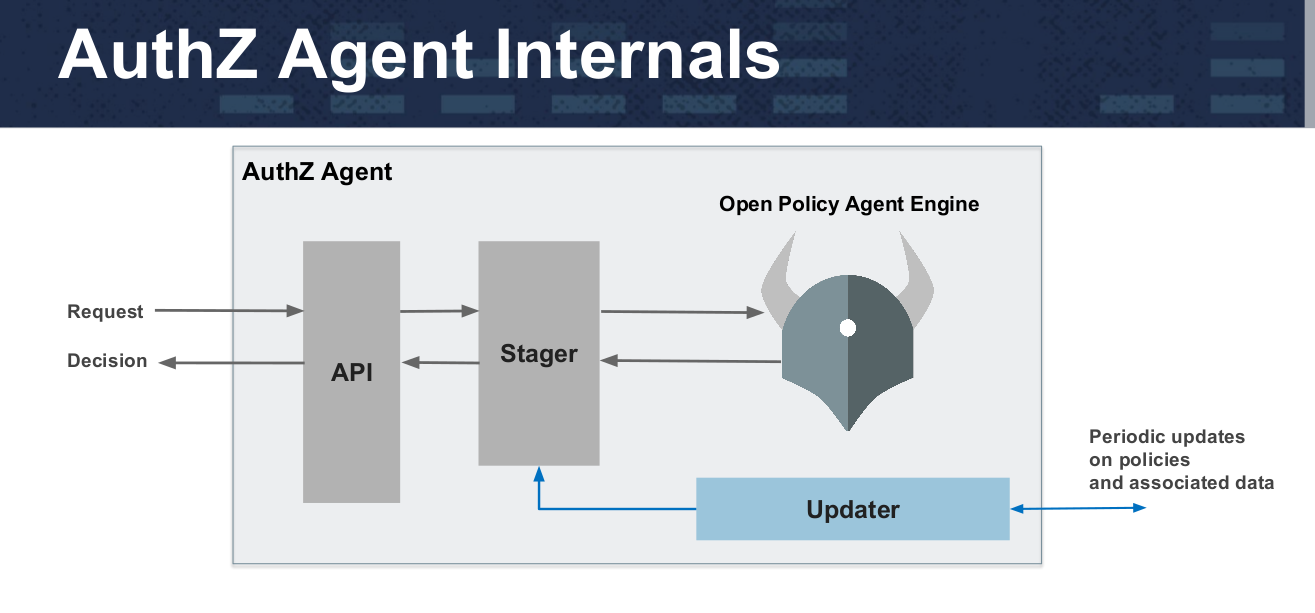 AuthZ Agent Internals
AuthZ Agent
Open Policy Agent Engine
Request
Decision
API
Stager
Periodic updates
on policies
and associated data
Updater